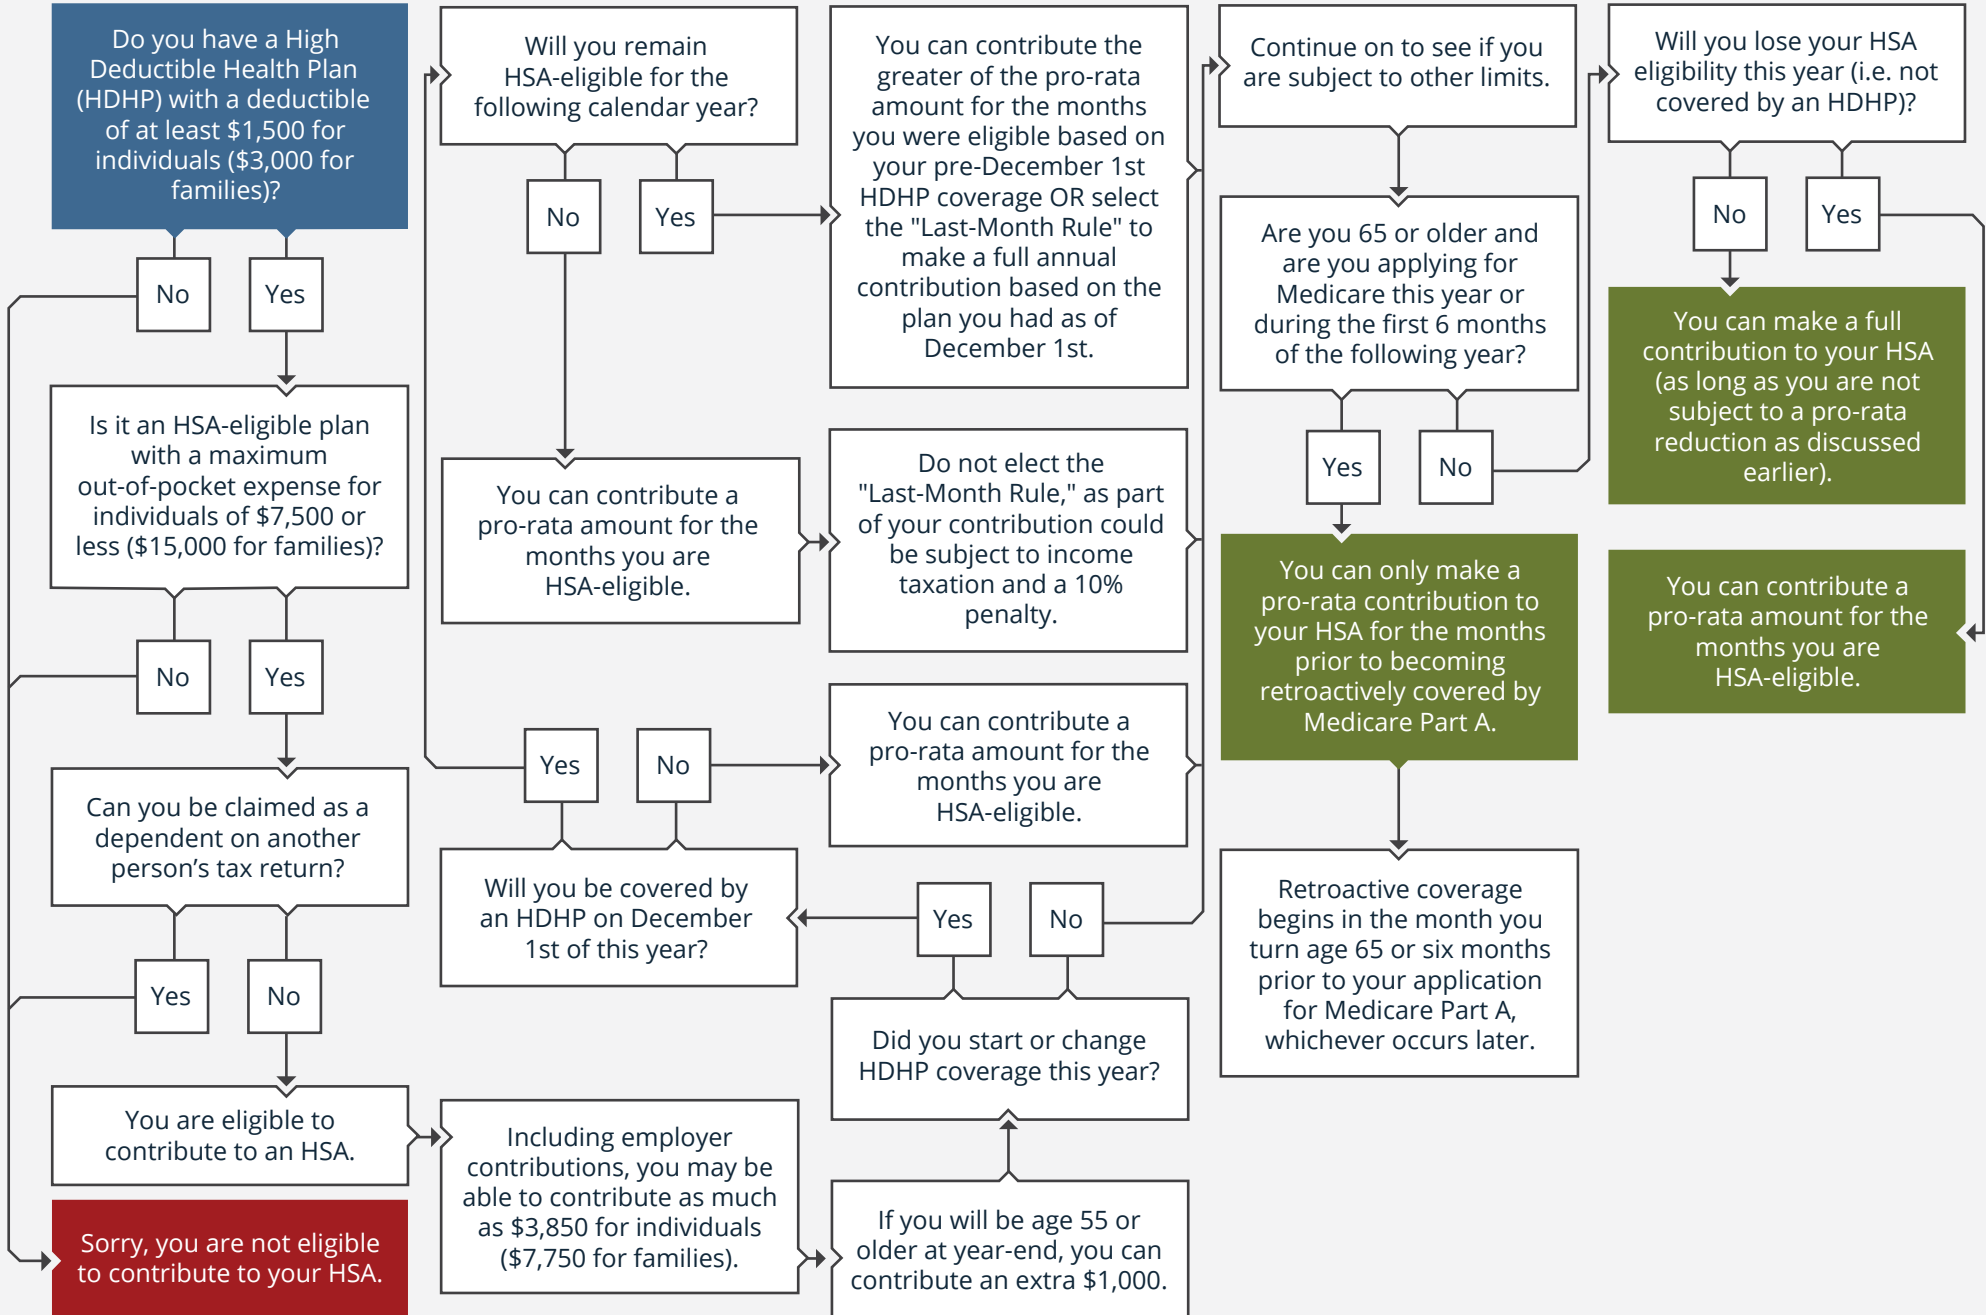 Do you have a High
Deductible Health Plan
(HDHP) with a deductible
of at least $1,500 for
individuals ($3,000 for
families)?
No
Yes
Is it an HSA-eligible plan
with a maximum
out-of-pocket expense for
individuals of $7,500 or
less ($15,000 for families)?
No
Yes
Can you be claimed as a
dependent on another
person’s tax return?
Yes
No
You are eligible to
contribute to an HSA.
Sorry, you are not eligible
to contribute to your HSA.
Including employer
contributions, you may be
able to contribute as much
as $3,850 for individuals
($7,750 for families).
If you will be age 55 or
older at year-end, you can
contribute an extra $1,000.
Did you start or change
HDHP coverage this year?
Yes
No
Will you be covered by
an HDHP on December
1st of this year?
Yes
No
You can contribute a
pro-rata amount for the
months you are
HSA-eligible.
Will you remain
HSA-eligible for the
following calendar year?
No
Yes
You can contribute a
pro-rata amount for the
months you are
HSA-eligible.
Do not elect the
"Last-Month Rule," as part
of your contribution could
be subject to income
taxation and a 10%
penalty.
You can contribute the
greater of the pro-rata
amount for the months
you were eligible based on
your pre-December 1st
HDHP coverage OR select
the "Last-Month Rule" to
make a full annual
contribution based on the
plan you had as of
December 1st.
Continue on to see if you
are subject to other limits.
Are you 65 or older and
are you applying for
Medicare this year or
during the first 6 months
of the following year?
Yes
No
You can only make a
pro-rata contribution to
your HSA for the months
prior to becoming
retroactively covered by
Medicare Part A.
Retroactive coverage
begins in the month you
turn age 65 or six months
prior to your application
for Medicare Part A,
whichever occurs later.
Will you lose your HSA
eligibility this year (i.e. not
covered by an HDHP)?
No
Yes
You can make a full
contribution to your HSA
(as long as you are not
subject to a pro-rata
reduction as discussed
earlier).
You can contribute a
pro-rata amount for the
months you are
HSA-eligible.